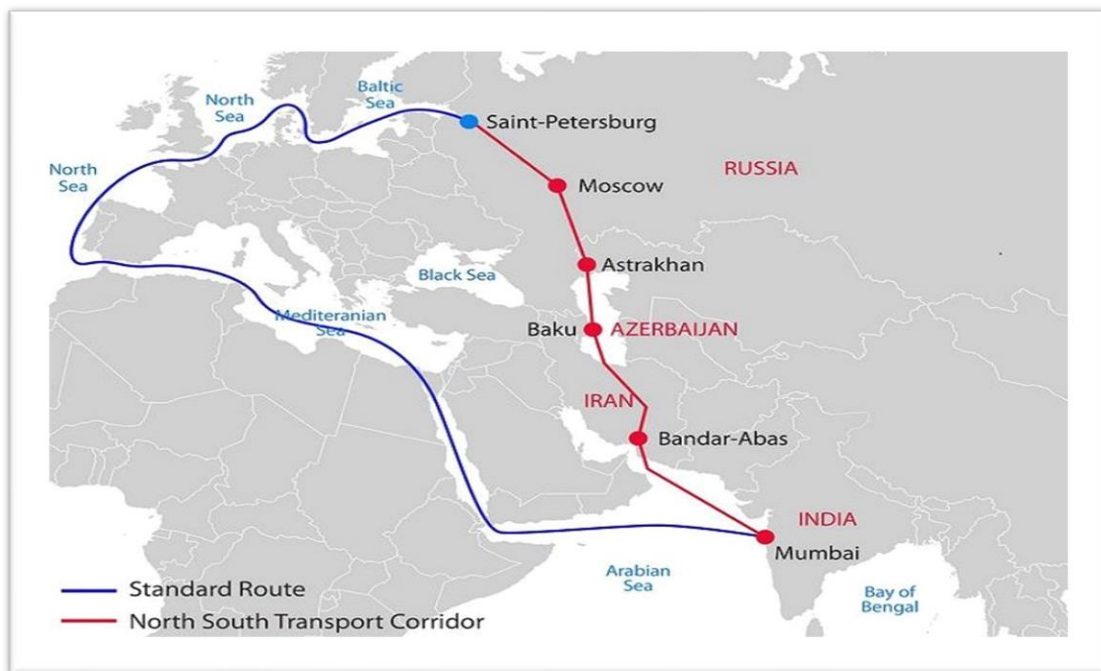 North
Sea
Baltic
Sea
Saint-Petersburg
North
Sea
RUSSIA
Moscow
Black Sea
Astrakhan
Mediteranian
Sea
Baku
AZERBAIJAN
IRAN
Bandar-Abas
INDIA
Mumbai
Arabian
Sea
Bay of
Bengal
Standard Route
North South Transport Corridor